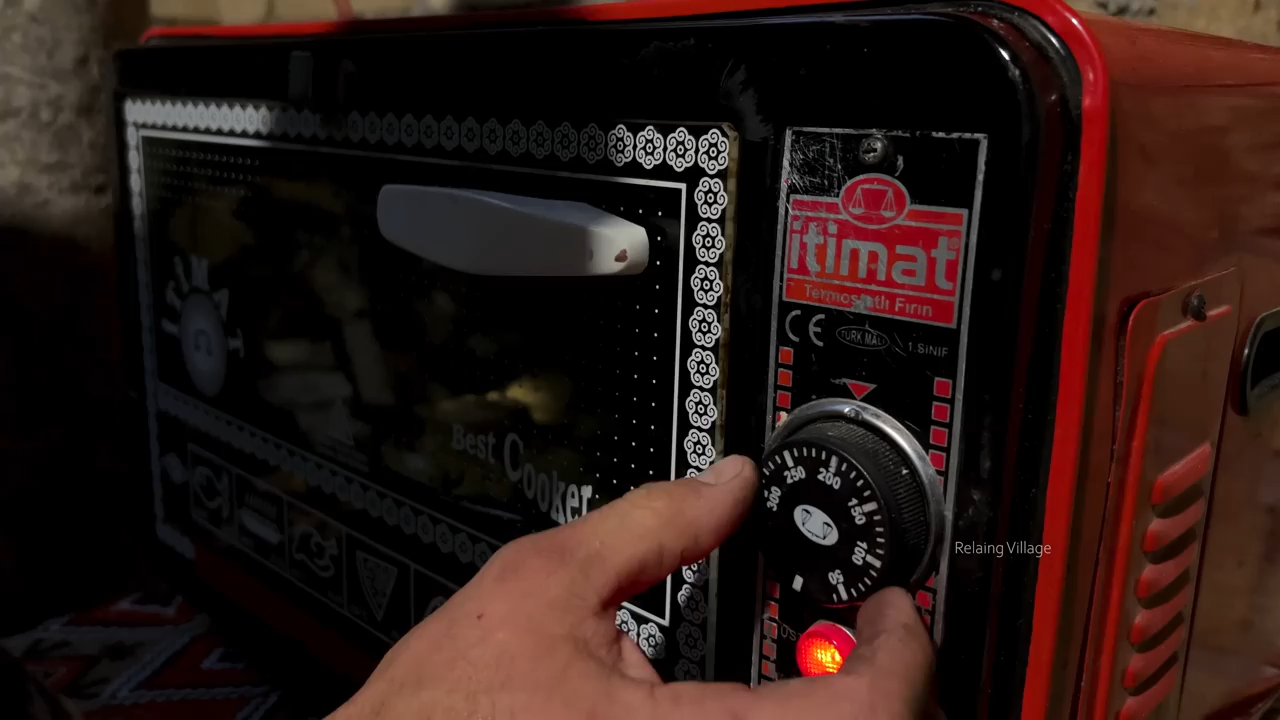 itimat
Termostatlı Fırın
CE
TÜRK MALI
1.SINIF
300
250
200
150
100
50
Best Cooker
Relaing Village